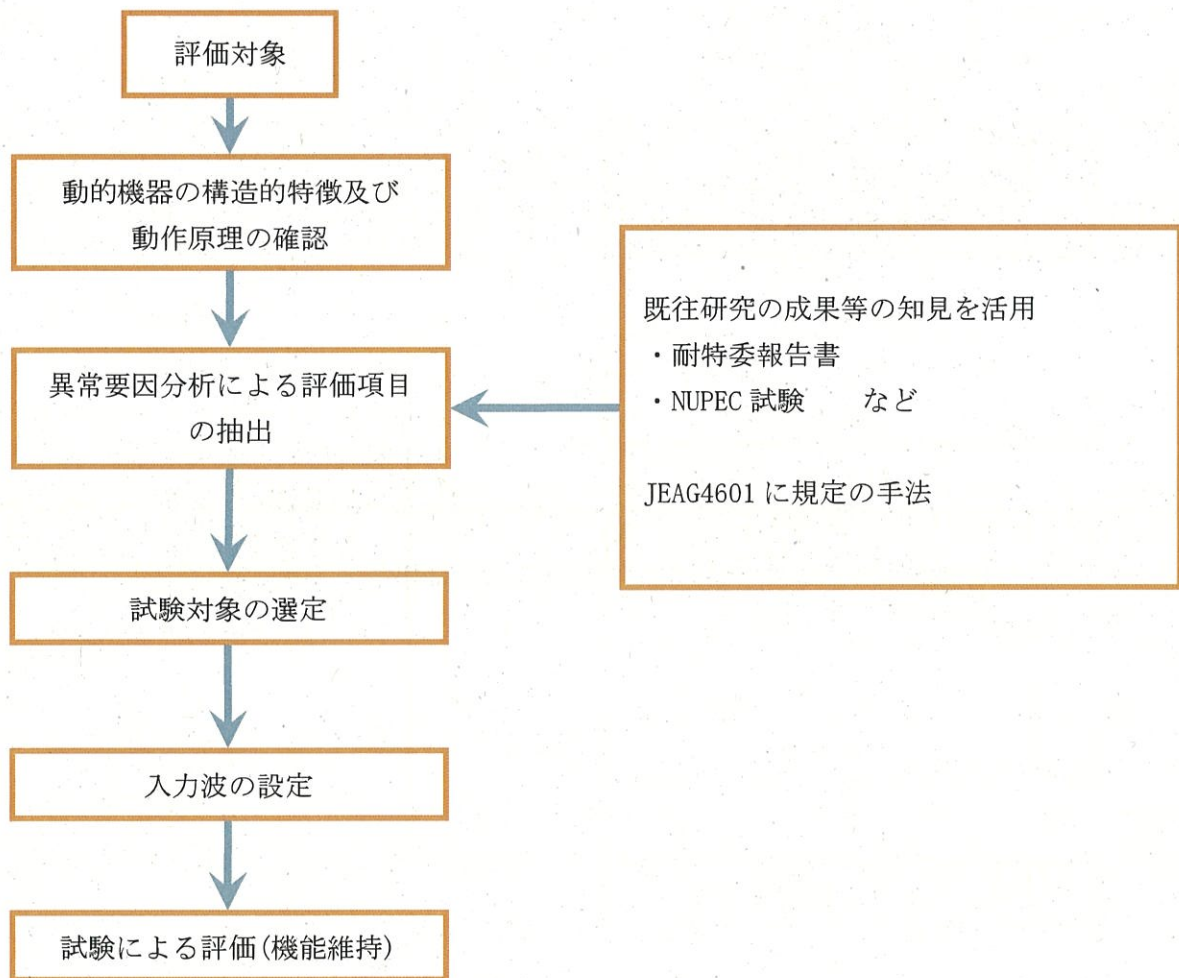 評価対象
動的機器の構造的特徴及び
動作原理の確認
異常要因分析による評価項目
の抽出
既往研究の成果等の知見を活用
・耐特委報告書
・NUPEC 試験　　など
JEAG4601 に規定の手法
試験対象の選定
入力波の設定
試験による評価(機能維持)